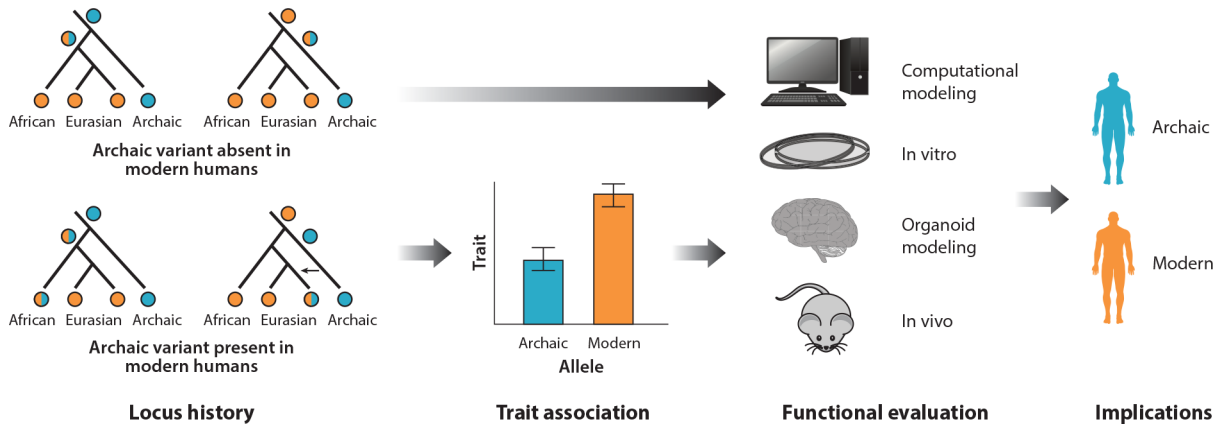 African Eurasian Archaic
African Eurasian Archaic
Archaic variant absent in
modern humans
African Eurasian Archaic
African Eurasian Archaic
Archaic variant present in
modern humans
Locus history
Trait
Archaic Modern
Allele
Trait association
Computational
modeling
In vitro
Organoid
modeling
In vivo
Functional evaluation
Archaic
Modern
Implications